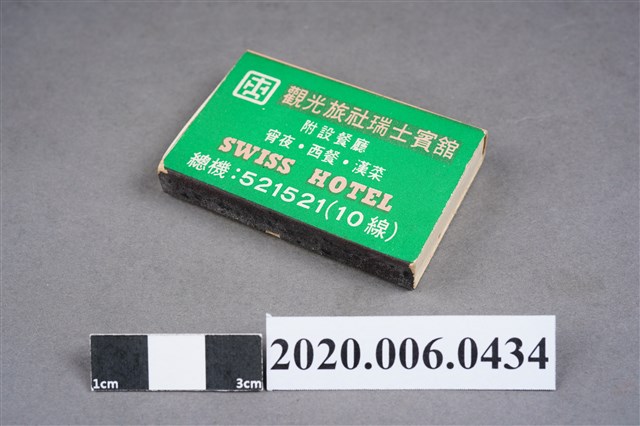 觀光旅社瑞士賓舘
附設餐廳
宵夜・西餐・漢菜
SWISS HOTEL
總機:521521(10線)
1cm 3cm
2020.006.0434